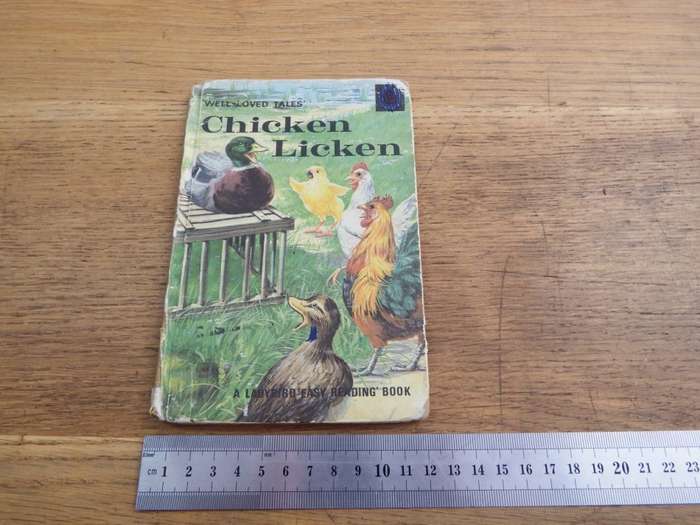 'WELL-LOVED TALES'
Chicken
Licken
A LADYBIRD 'EASY READING' BOOK
cm 1 2 3 4 5 6 7 8 9 10 11 12 13 14 15 16 17 18 19 20 21 22 23